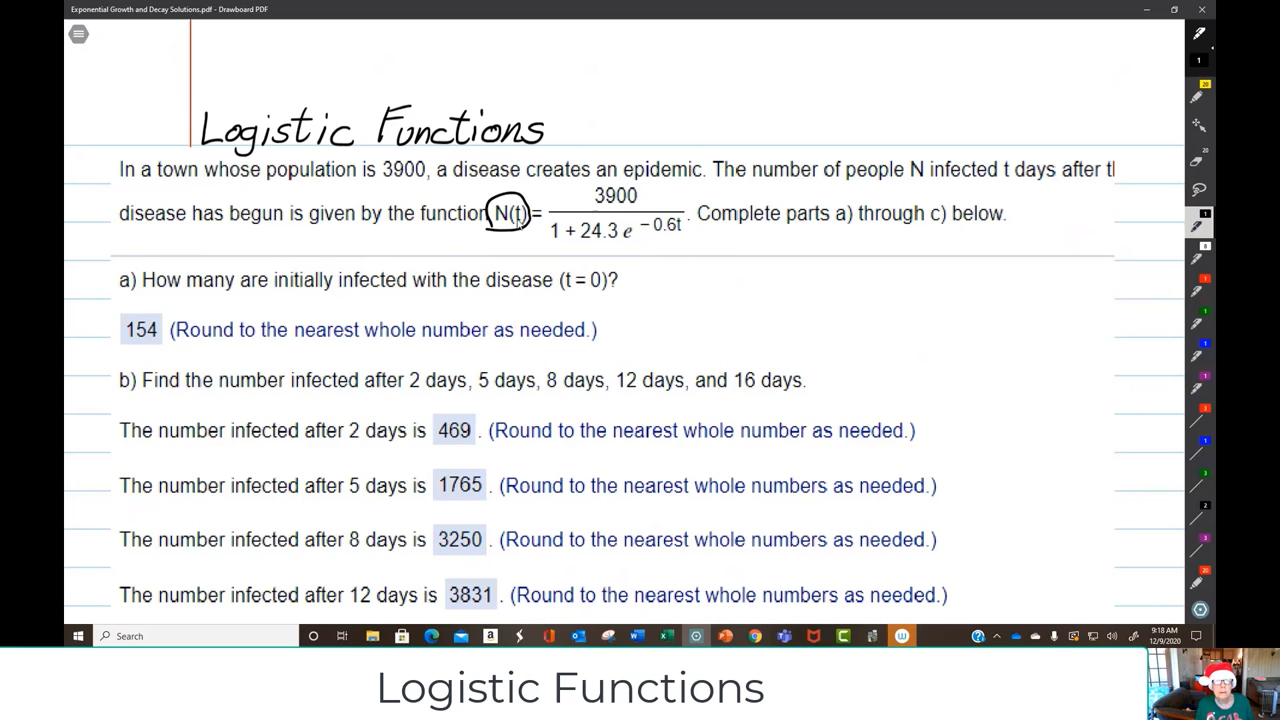 Exponential Growth and Decay Solutions.pdf - Drawboard PDF
Logistic Functions
In a town whose population is 3900, a disease creates an epidemic. The number of people N infected t days after t
disease has begun is given by the function N(t) = 3900 / 1 + 24.3 e^-0.6t. Complete parts a) through c) below.
a) How many are initially infected with the disease (t = 0)?
154 (Round to the nearest whole number as needed.)
b) Find the number infected after 2 days, 5 days, 8 days, 12 days, and 16 days.
The number infected after 2 days is 469. (Round to the nearest whole number as needed.)
The number infected after 5 days is 1765. (Round to the nearest whole numbers as needed.)
The number infected after 8 days is 3250. (Round to the nearest whole numbers as needed.)
The number infected after 12 days is 3831. (Round to the nearest whole numbers as needed.)
Search
9:18 AM
12/9/2020
Logistic Functions